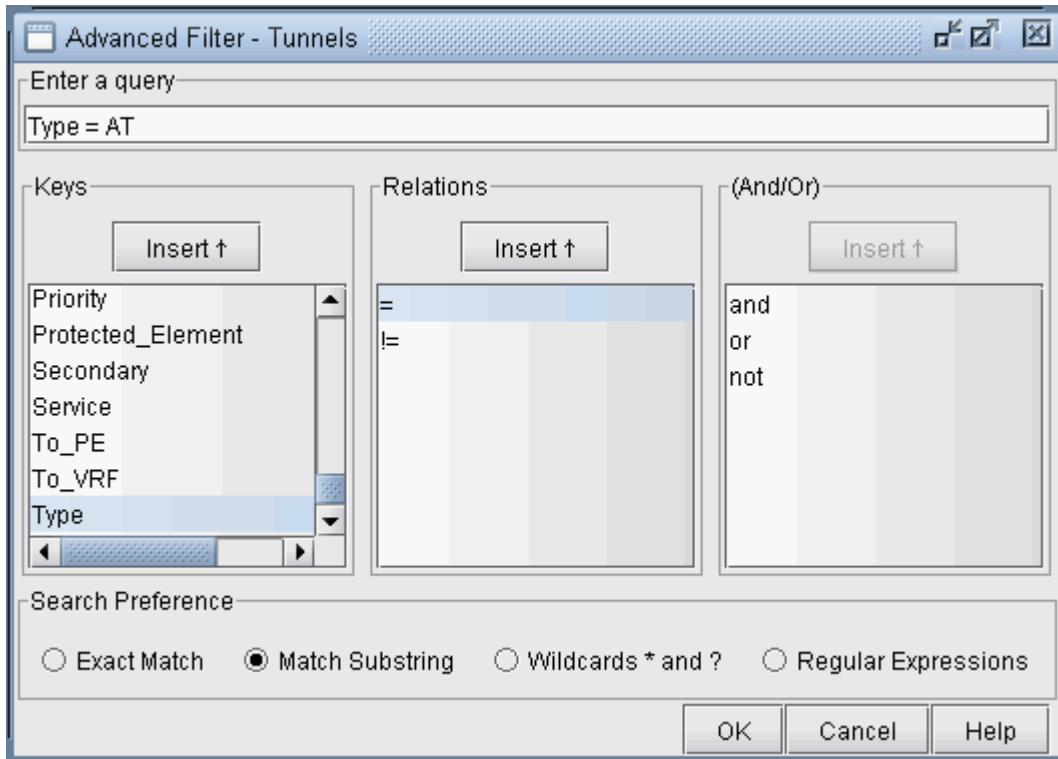 Advanced Filter - Tunnels
Enter a query
Type = AT
Keys
Relations
(And/Or)
Insert ↑
Insert ↑
Insert ↑
Priority
Protected_Element
Secondary
Service
To_PE
To_VRF
Type
=
!=
and
or
not
Search Preference
Exact Match
Match Substring
Wildcards * and ?
Regular Expressions
OK
Cancel
Help